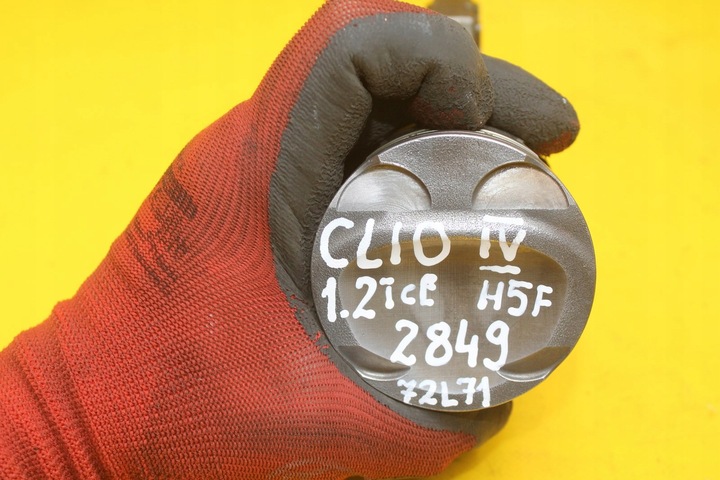 CLIO IV
1.2TCE H5F
2849
72L71